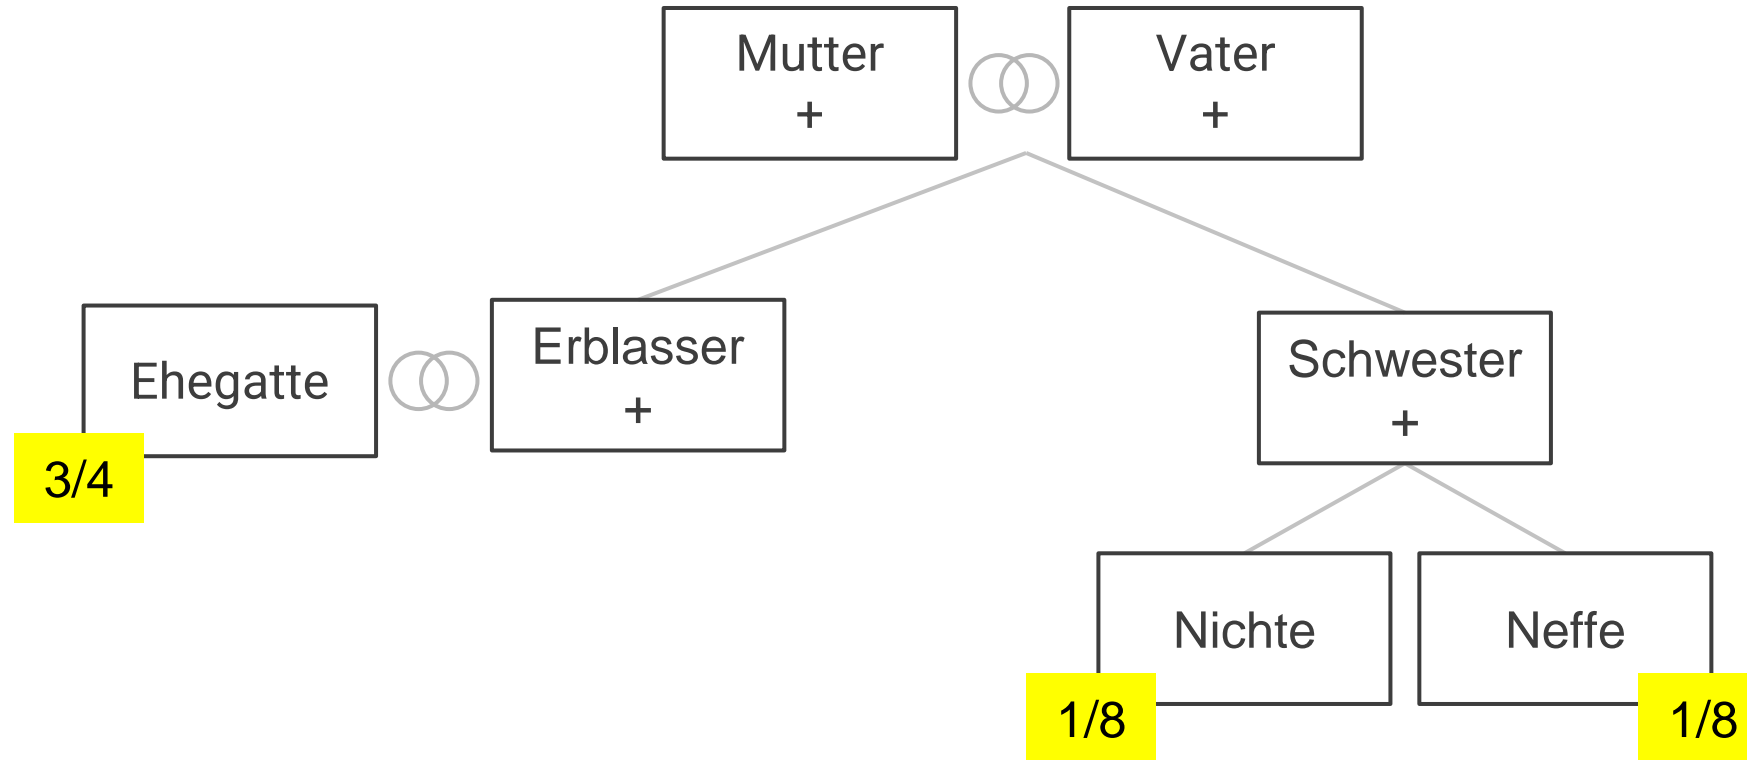 Mutter
+
Vater
+
Ehegatte
3/4
Erblasser
+
Schwester
+
Nichte
1/8
Neffe
1/8